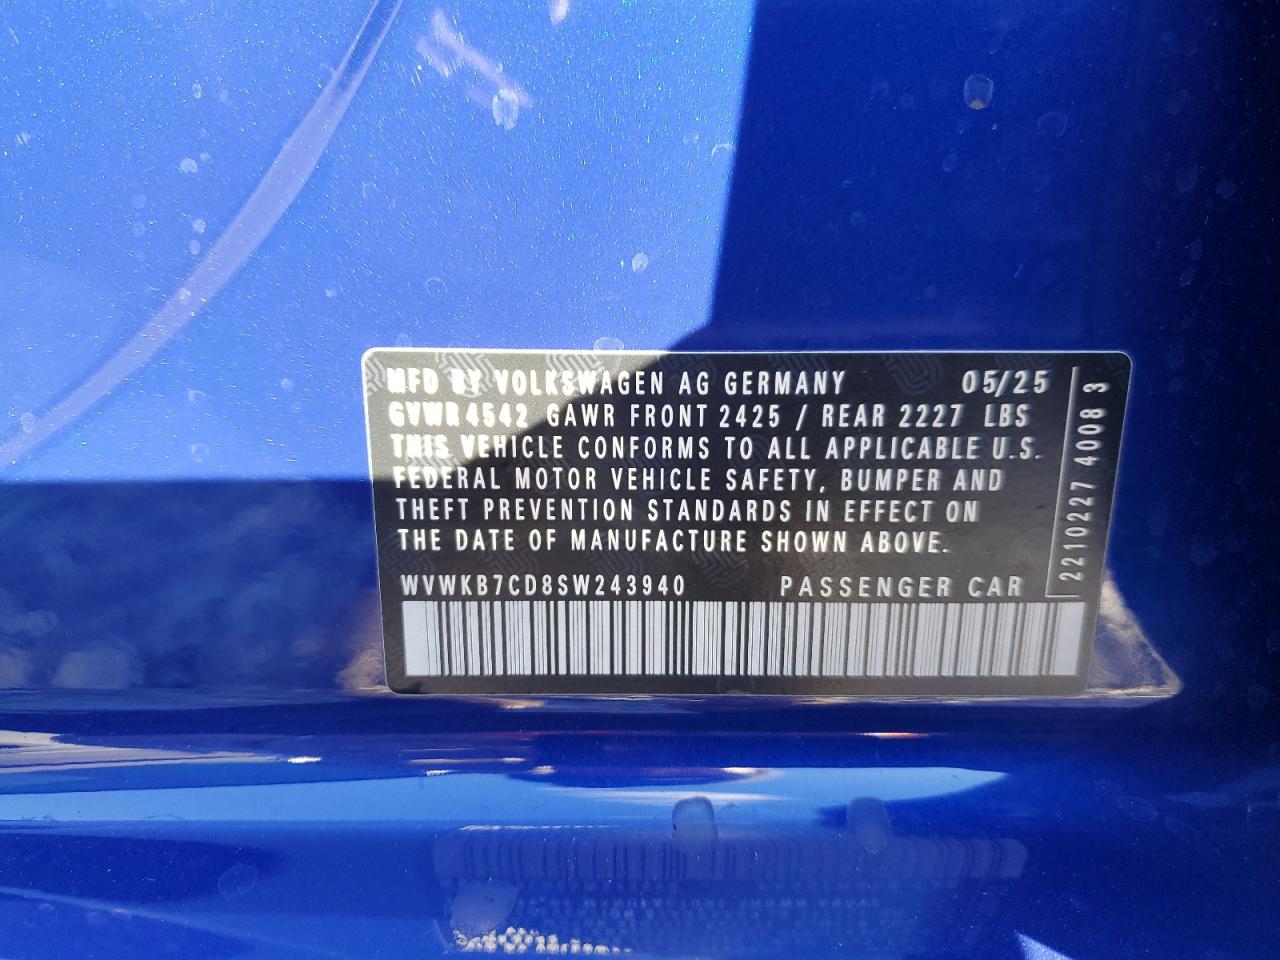 MFD BY VOLKSWAGEN AG GERMANY 05/25
GVWR 4542 GAWR FRONT 2425 / REAR 2227 LBS
THIS VEHICLE CONFORMS TO ALL APPLICABLE U.S.
FEDERAL MOTOR VEHICLE SAFETY, BUMPER AND
THEFT PREVENTION STANDARDS IN EFFECT ON
THE DATE OF MANUFACTURE SHOWN ABOVE.
WVWKB7CD8SW243940 PASSENGER CAR
2210227 4008 3